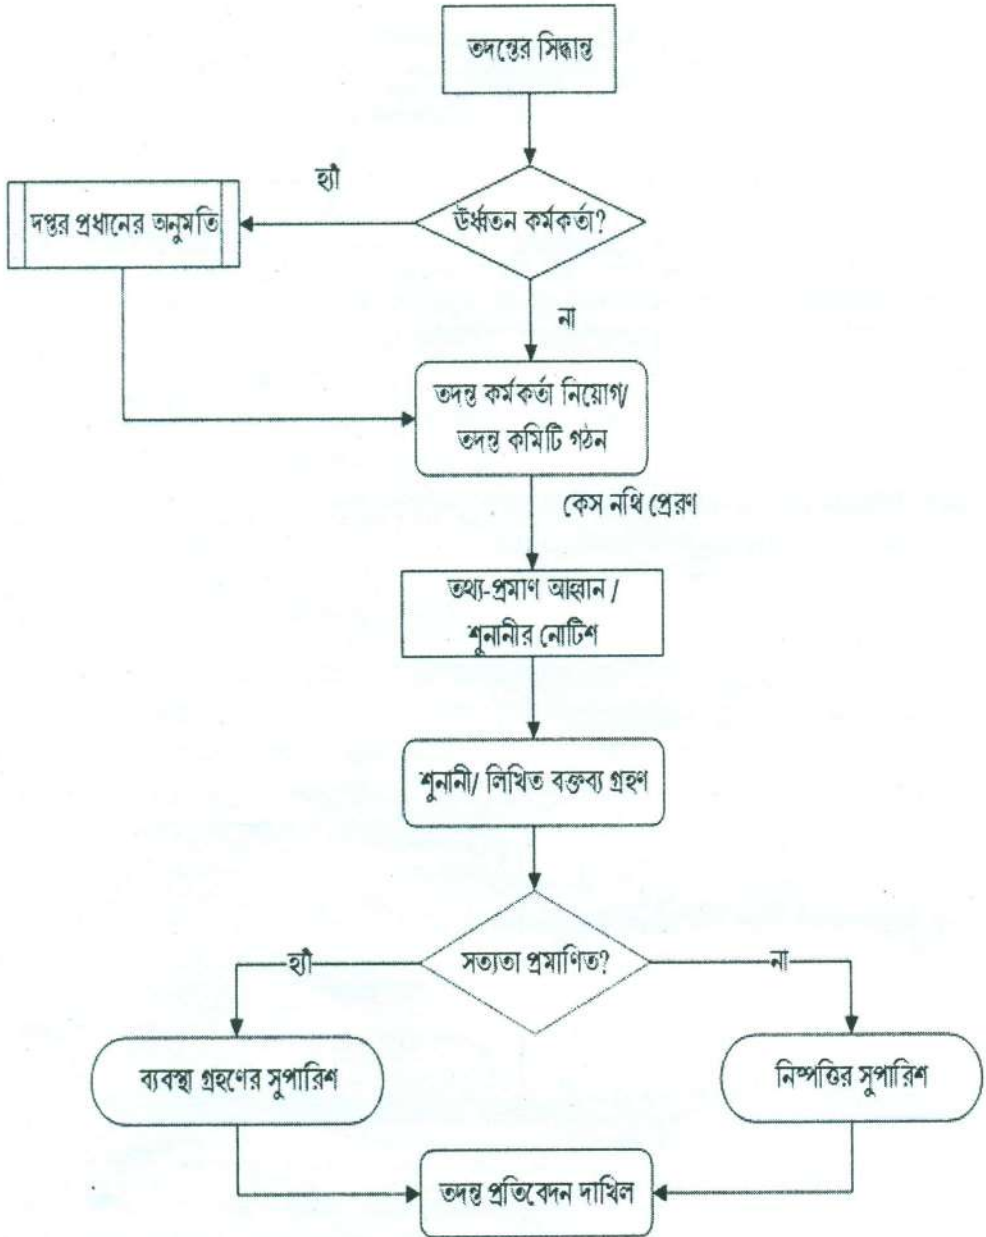 তদন্তের সিদ্ধান্ত
হ্যাঁ
দপ্তর প্রধানের অনুমতি
উর্ধ্বতন কর্মকর্তা?
না
তদন্ত কর্মকর্তা নিয়োগ/
তদন্ত কমিটি গঠন
কেস নথি প্রেরণ
তথ্য-প্রমাণ আহ্বান /
শুনানীর নোটিশ
শুনানী/ লিখিত বক্তব্য গ্রহণ
হ্যাঁ
সত্যতা প্রমাণিত?
না
ব্যবস্থা গ্রহণের সুপারিশ
নিষ্পত্তির সুপারিশ
তদন্ত প্রতিবেদন দাখিল